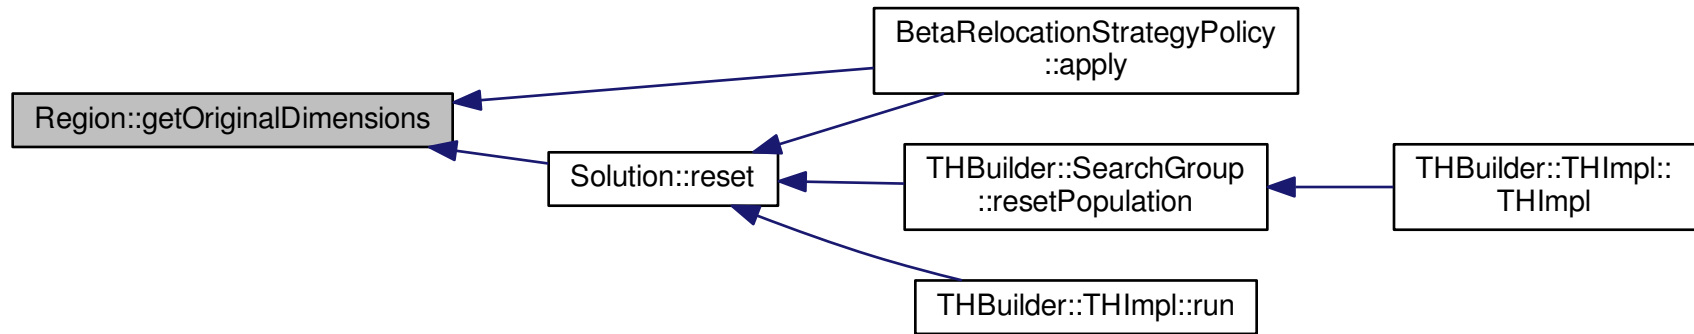 Region::getOriginalDimensions
BetaRelocationStrategyPolicy
::apply
Solution::reset
THBuilder::SearchGroup
::resetPopulation
THBuilder::THImpl::
THImpl
THBuilder::THImpl::run